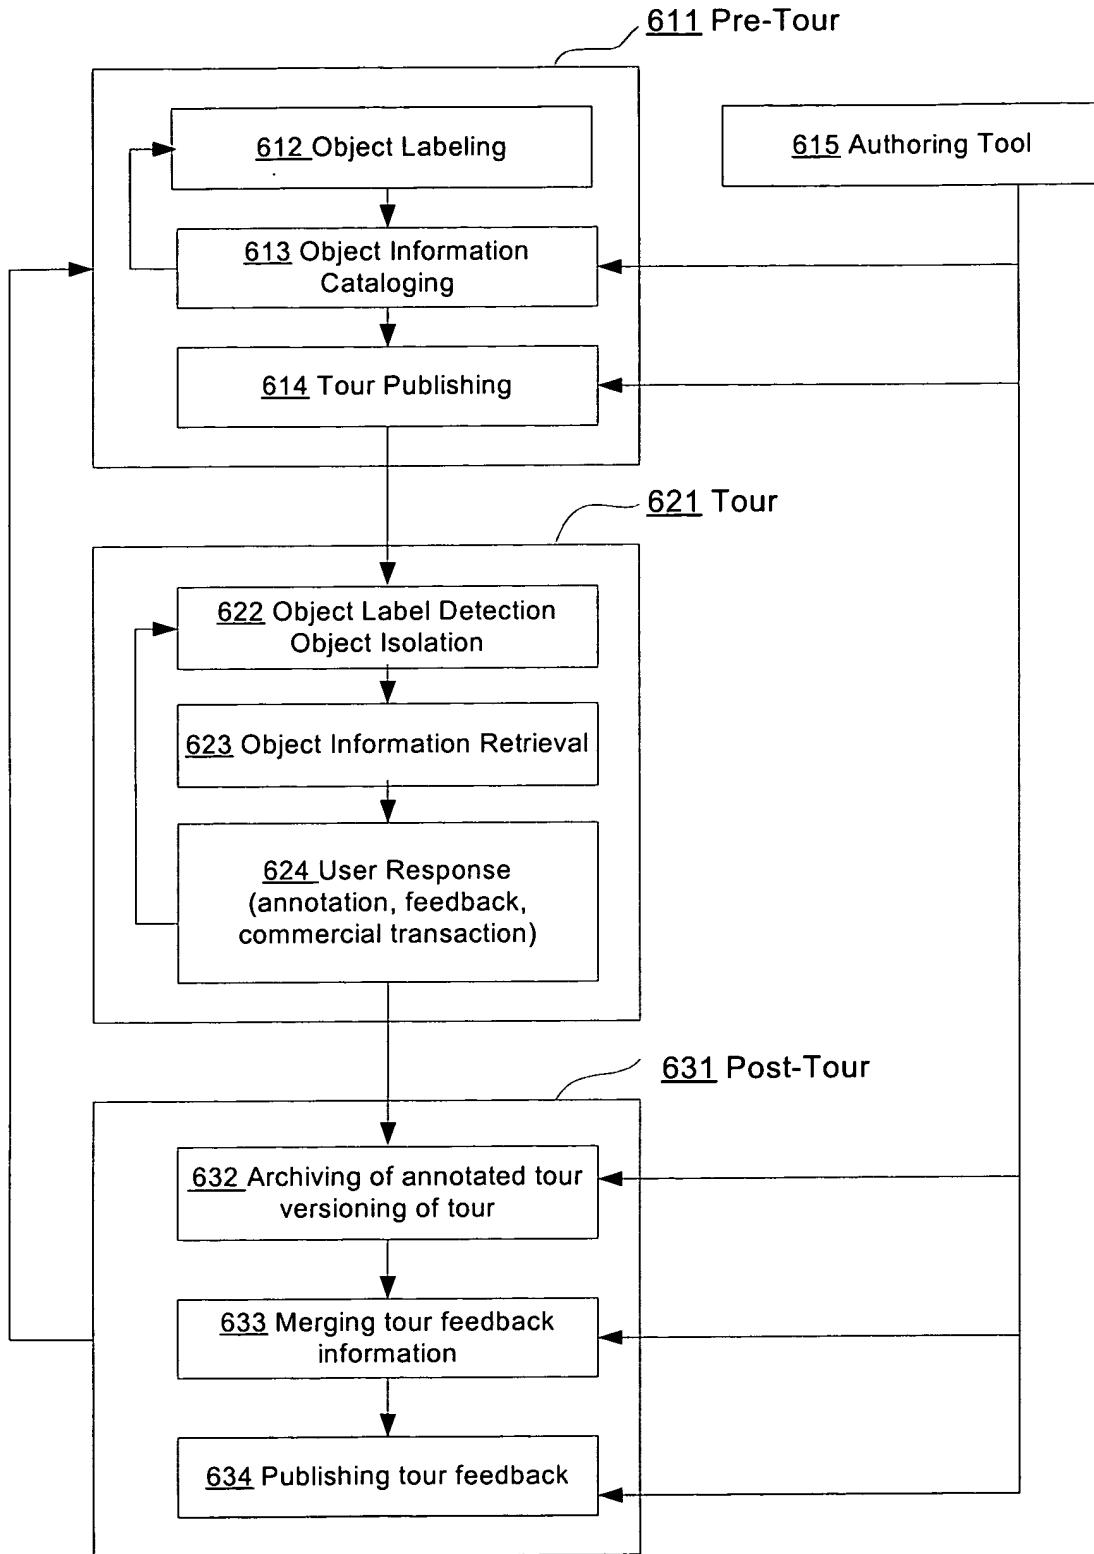 611 Pre-Tour
612 Object Labeling
615 Authoring Tool
613 Object Information
Cataloging
614 Tour Publishing
621 Tour
622 Object Label Detection
Object Isolation
623 Object Information Retrieval
624 User Response
(annotation, feedback,
commercial transaction)
631 Post-Tour
632 Archiving of annotated tour
versioning of tour
633 Merging tour feedback
information
634 Publishing tour feedback